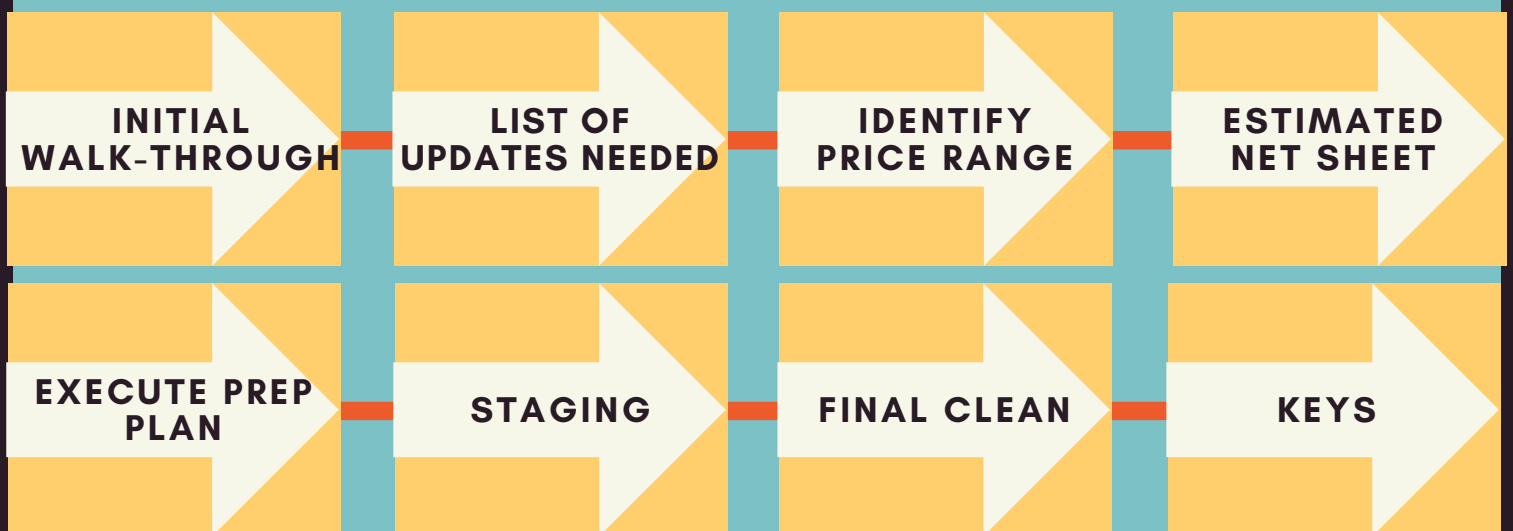 INITIAL
WALK-THROUGH
LIST OF
UPDATES NEEDED
IDENTIFY
PRICE RANGE
ESTIMATED
NET SHEET
EXECUTE PREP
PLAN
STAGING
FINAL CLEAN
KEYS